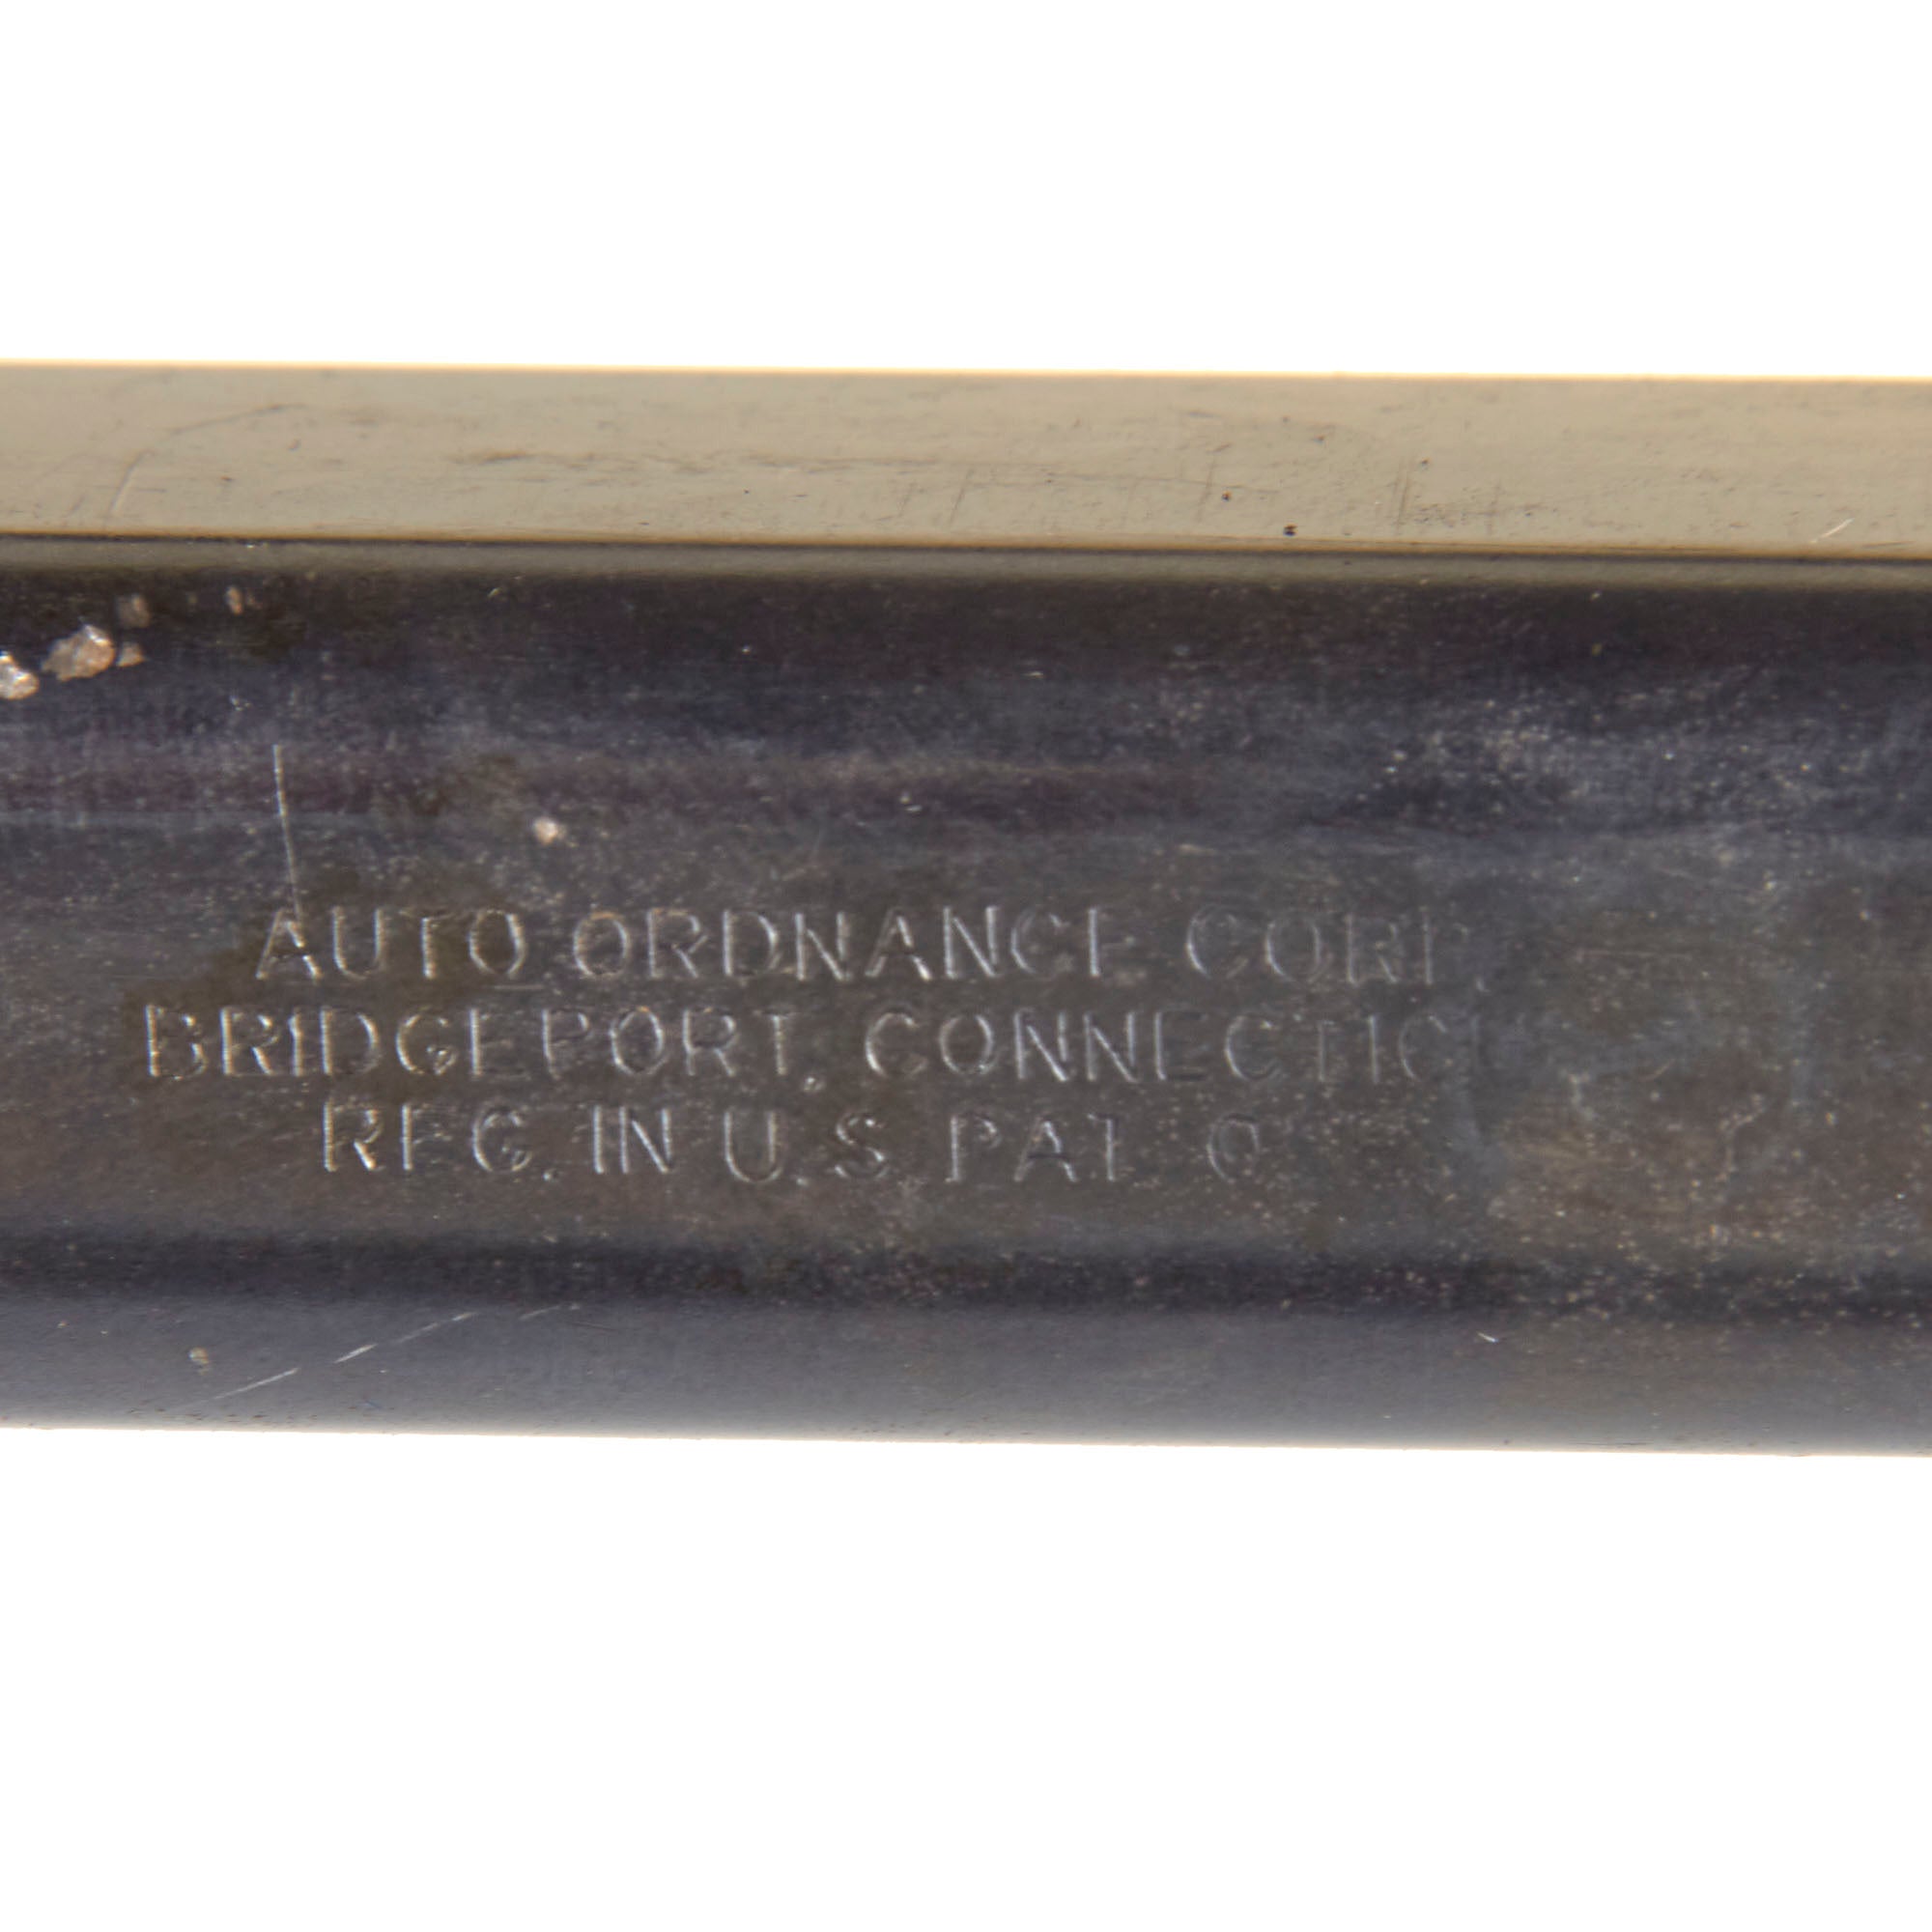 AUTO ORDNANCE CORP.
BRIDGEPORT, CONNECTIC
REG. IN U.S PAT O